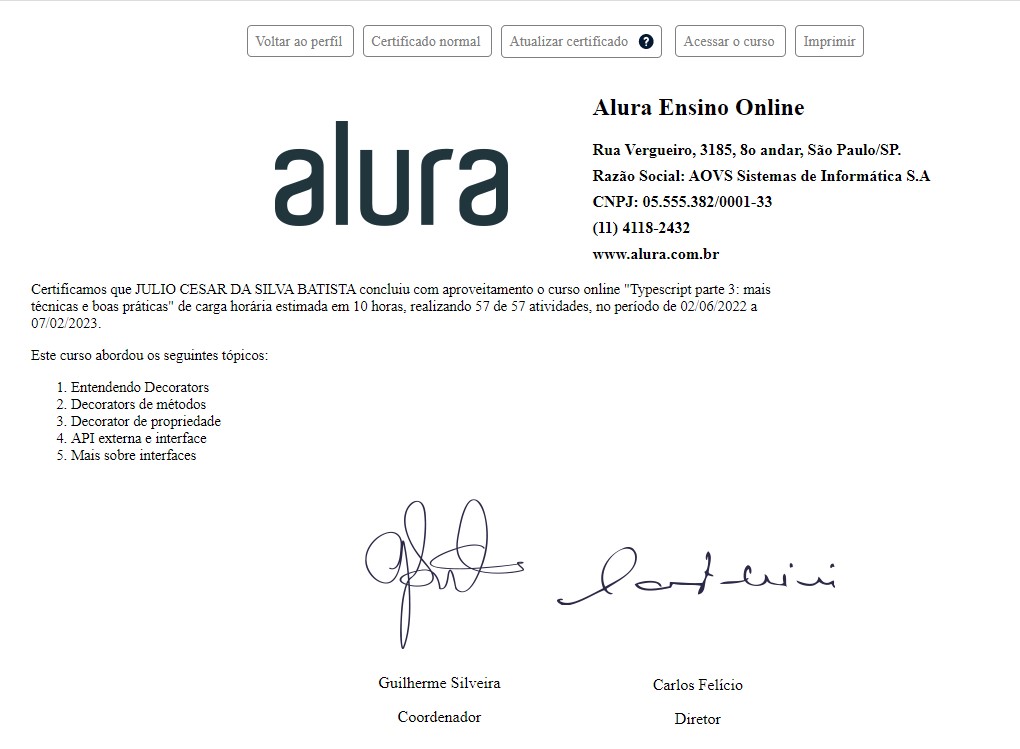 Voltar ao perfil Certificado normal Atualizar certificado ? Acessar o curso Imprimir
alura
Alura Ensino Online
Rua Vergueiro, 3185, 8o andar, São Paulo/SP.
Razão Social: AOVS Sistemas de Informática S.A
CNPJ: 05.555.382/0001-33
(11) 4118-2432
www.alura.com.br
Certificamos que JULIO CESAR DA SILVA BATISTA concluiu com aproveitamento o curso online "Typescript parte 3: mais
técnicas e boas práticas" de carga horária estimada em 10 horas, realizando 57 de 57 atividades, no período de 02/06/2022 a
07/02/2023.
Este curso abordou os seguintes tópicos:
1. Entendendo Decorators
2. Decorators de métodos
3. Decorator de propriedade
4. API externa e interface
5. Mais sobre interfaces
Guilherme Silveira
Coordenador
Carlos Felício
Diretor